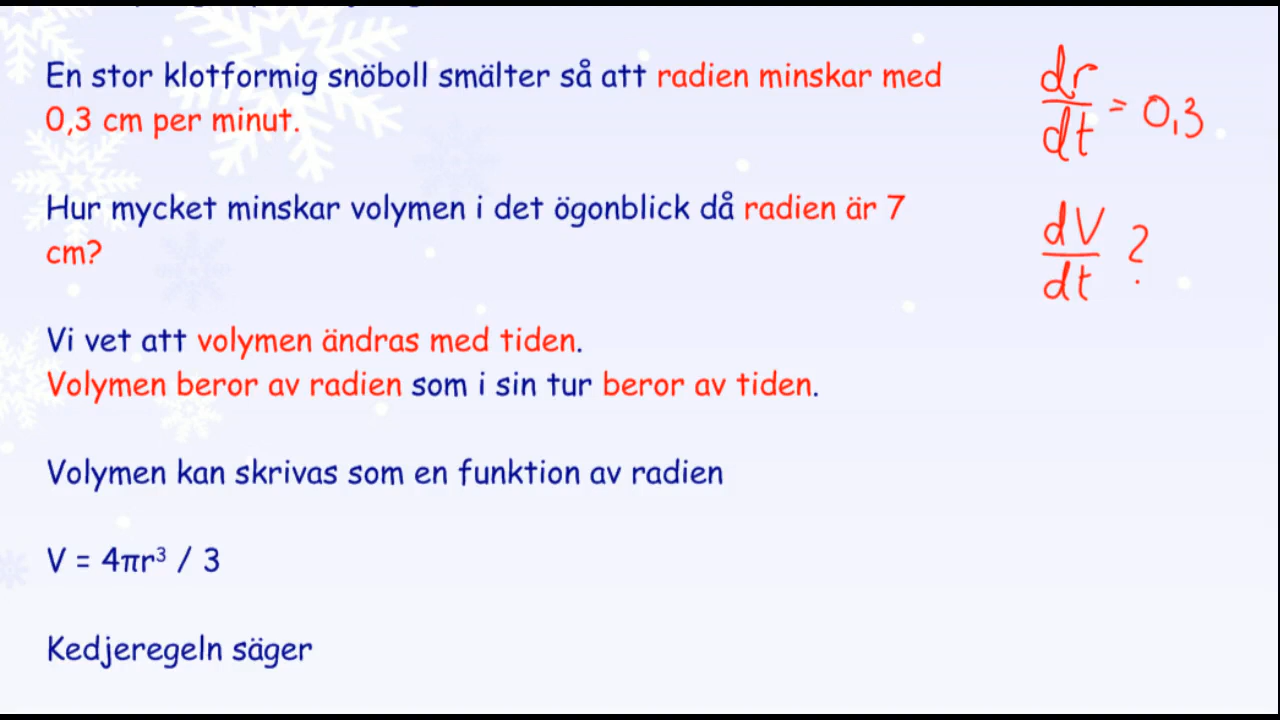 En stor klotformig snöboll smälter så att radien minskar med
0,3 cm per minut.
dr/dt = 0,3
Hur mycket minskar volymen i det ögonblick då radien är 7
cm?
dV/dt ?
Vi vet att volymen ändras med tiden.
Volymen beror av radien som i sin tur beror av tiden.
Volymen kan skrivas som en funktion av radien
V = 4πr³ / 3
Kedjeregeln säger